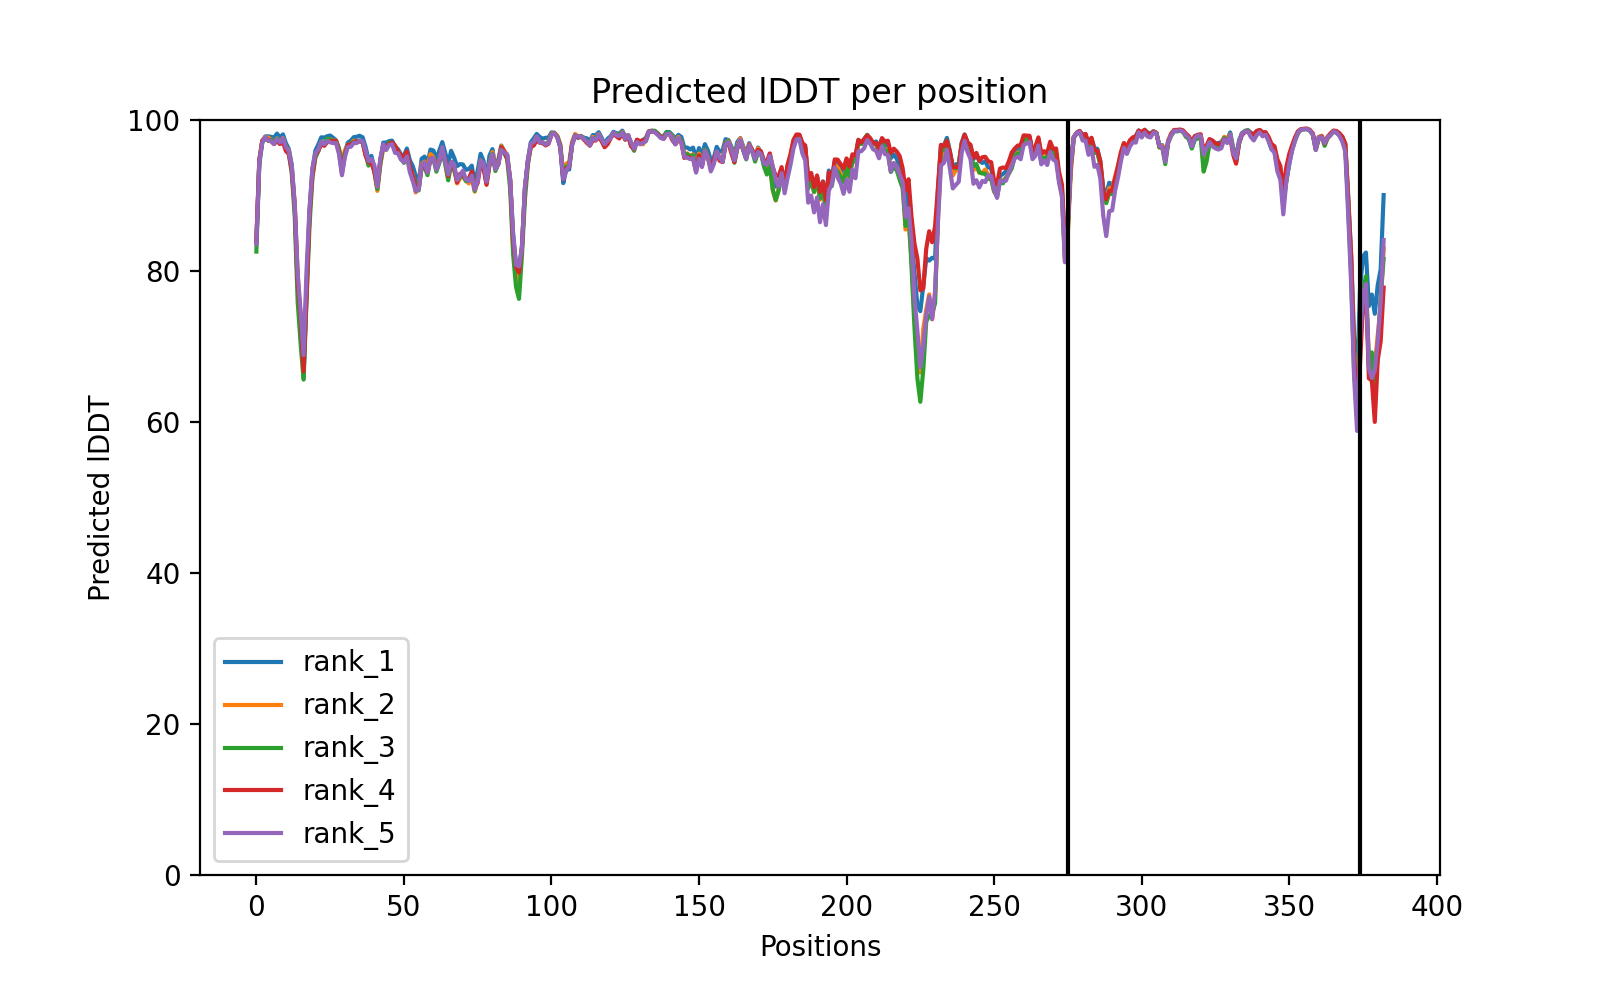 Predicted lDDT per position
100
80
60
40
20
0
Predicted lDDT
rank_1
rank_2
rank_3
rank_4
rank_5
0 50 100 150 200 250 300 350 400
Positions